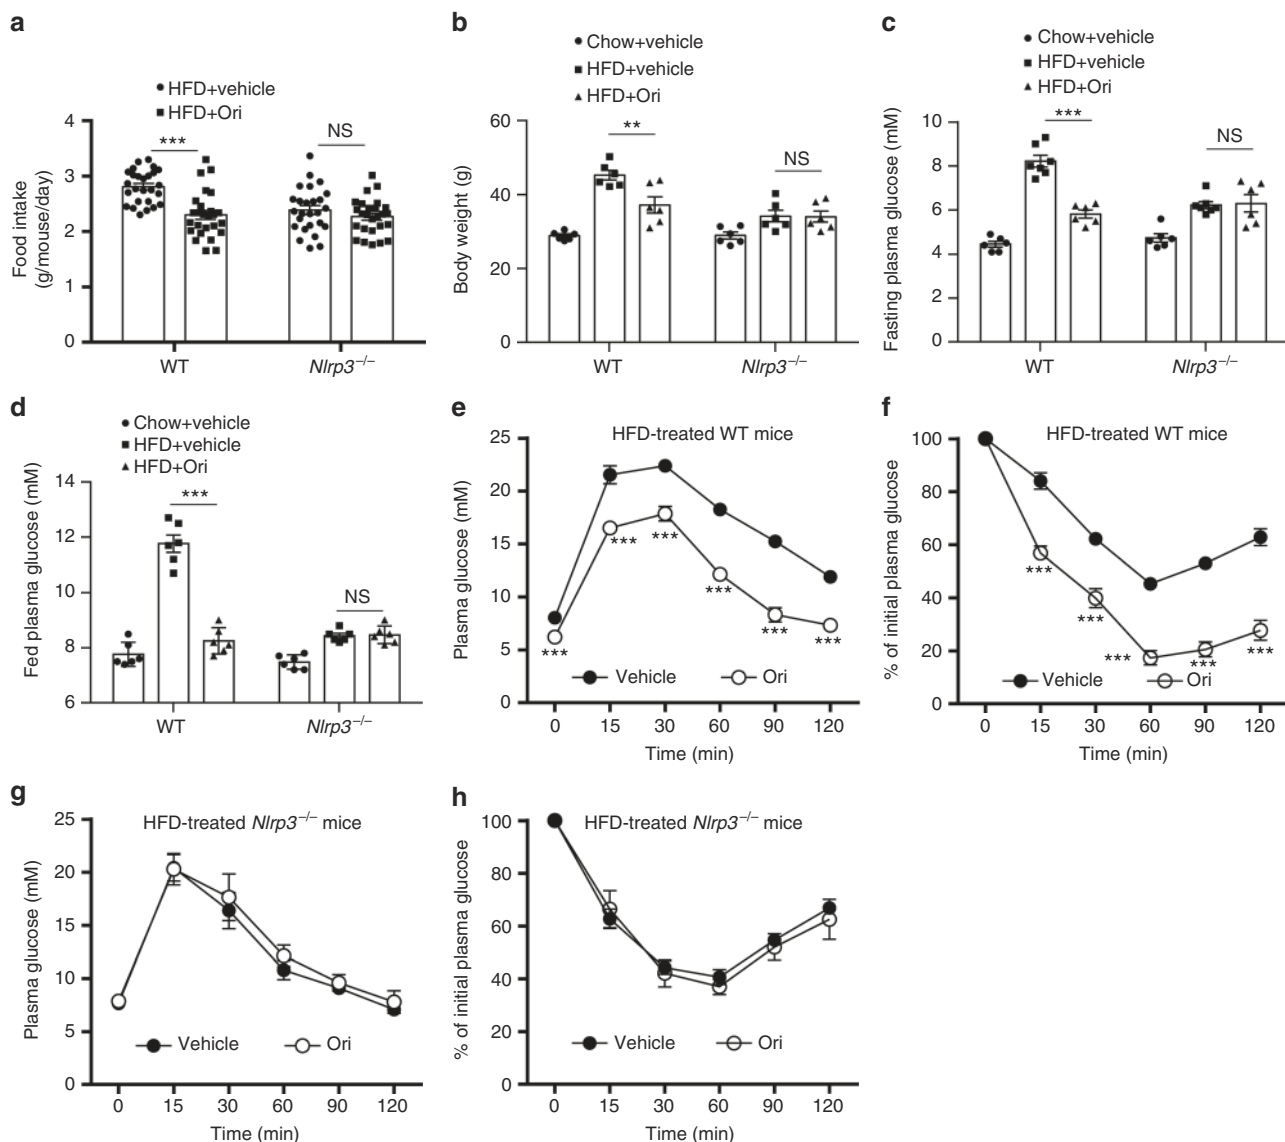 a
HFD+vehicle
HFD+Ori
Food intake
(g/mouse/day)
4
3
2
1
0
***
NS
WT
Nlrp3−/−
b
Chow+vehicle
HFD+vehicle
HFD+Ori
Body weight (g)
60
40
20
0
**
NS
WT
Nlrp3−/−
c
Chow+vehicle
HFD+vehicle
HFD+Ori
Fasting plasma glucose (mM)
10
8
6
4
2
0
***
NS
WT
Nlrp3−/−
d
Chow+vehicle
HFD+vehicle
HFD+Ori
Fed plasma glucose (mM)
14
12
10
8
6
***
NS
WT
Nlrp3−/−
e
HFD-treated WT mice
Plasma glucose (mM)
25
20
15
10
5
0
***
***
***
***
***
***
Vehicle
Ori
0 15 30 60 90 120
Time (min)
f
HFD-treated WT mice
% of initial plasma glucose
100
80
60
40
20
0
***
***
***
***
***
Vehicle
Ori
0 15 30 60 90 120
Time (min)
g
HFD-treated Nlrp3−/− mice
Plasma glucose (mM)
25
20
15
10
5
0
Vehicle
Ori
0 15 30 60 90 120
Time (min)
h
HFD-treated Nlrp3−/− mice
% of initial plasma glucose
100
80
60
40
20
0
Vehicle
Ori
0 15 30 60 90 120
Time (min)